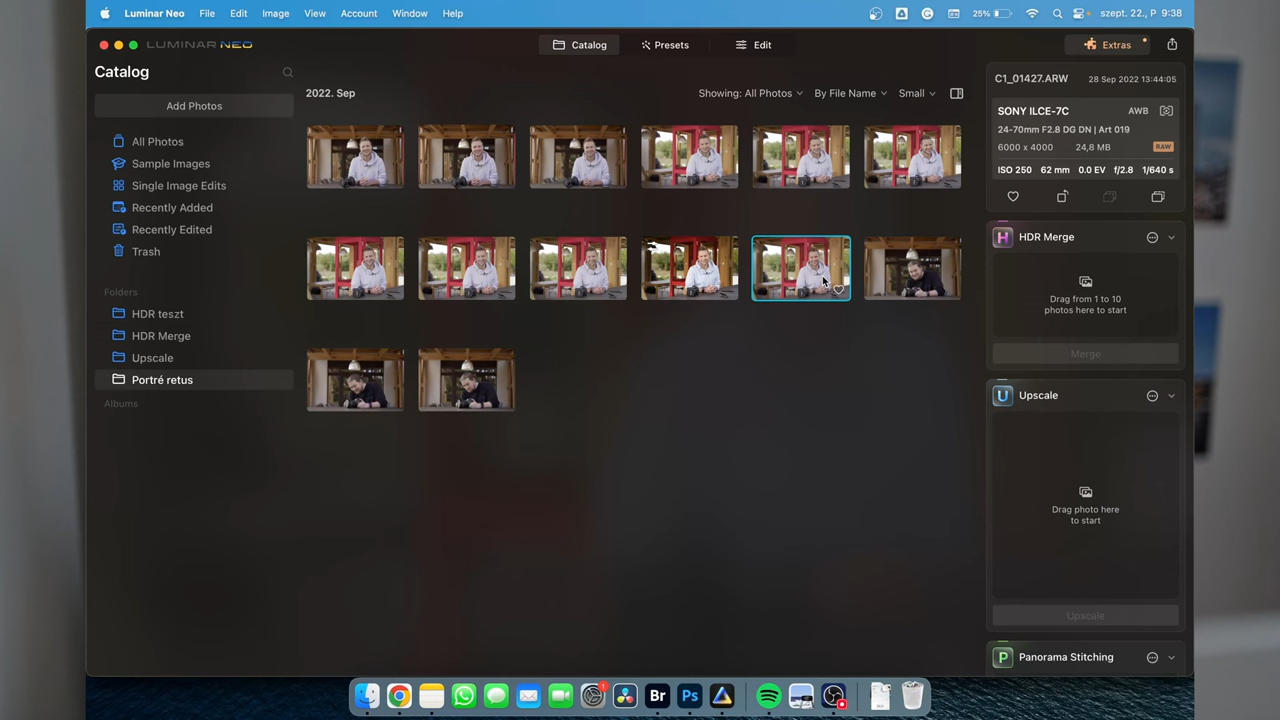 Luminar Neo File Edit Image View Account Window Help 25% szept. 22., P 9:38
LUMINAR NEO Catalog Presets Edit Extras
Catalog
Add Photos
All Photos
Sample Images
Single Image Edits
Recently Added
Recently Edited
Trash
Folders
HDR teszt
HDR Merge
Upscale
Portré retus
Albums
2022. Sep Showing: All Photos By File Name Small
C1_01427.ARW 28 Sep 2022 13:44:05
SONY ILCE-7C AWB
24-70mm F2.8 DG DN | Art 019
6000 x 4000 24,8 MB RAW
ISO 250 62 mm 0.0 EV f/2.8 1/640 s
H HDR Merge
Drag from 1 to 10
photos here to start
Merge
U Upscale
Drag photo here
to start
Upscale
P Panorama Stitching
1 Br Ps